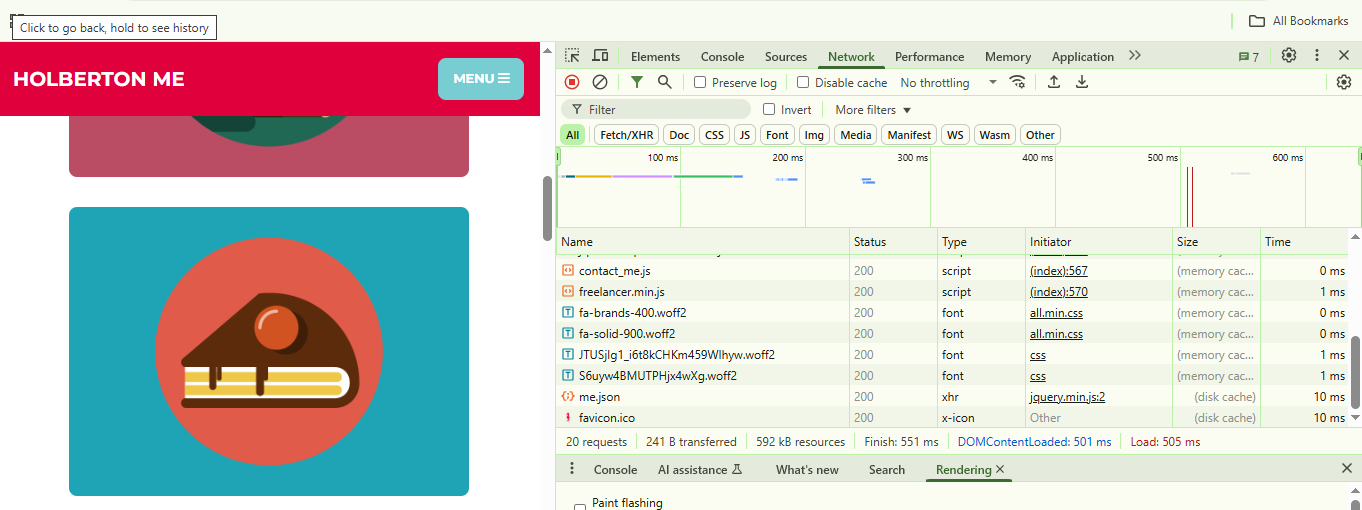 Click to go back, hold to see history
All Bookmarks
HOLBERTON ME
MENU
Elements Console Sources Network Performance Memory Application 7
Preserve log Disable cache No throttling
Filter Invert More filters
All Fetch/XHR Doc CSS JS Font Img Media Manifest WS Wasm Other
100 ms 200 ms 300 ms 400 ms 500 ms 600 ms
Name Status Type Initiator Size Time
contact_me.js 200 script (index):567 (memory cac... 0 ms
freelancer.min.js 200 script (index):570 (memory cac... 1 ms
fa-brands-400.woff2 200 font all.min.css (memory cac... 0 ms
fa-solid-900.woff2 200 font all.min.css (memory cac... 0 ms
JTUSjIg1_i6t8kCHKm459Wlhyw.woff2 200 font css (memory cac... 1 ms
S6uyw4BMUTPHjx4wXg.woff2 200 font css (memory cac... 1 ms
me.json 200 xhr jquery.min.js:2 (disk cache) 10 ms
favicon.ico 200 x-icon Other (disk cache) 10 ms
20 requests 241 B transferred 592 kB resources Finish: 551 ms DOMContentLoaded: 501 ms Load: 505 ms
Console AI assistance What's new Search Rendering
Paint flashing